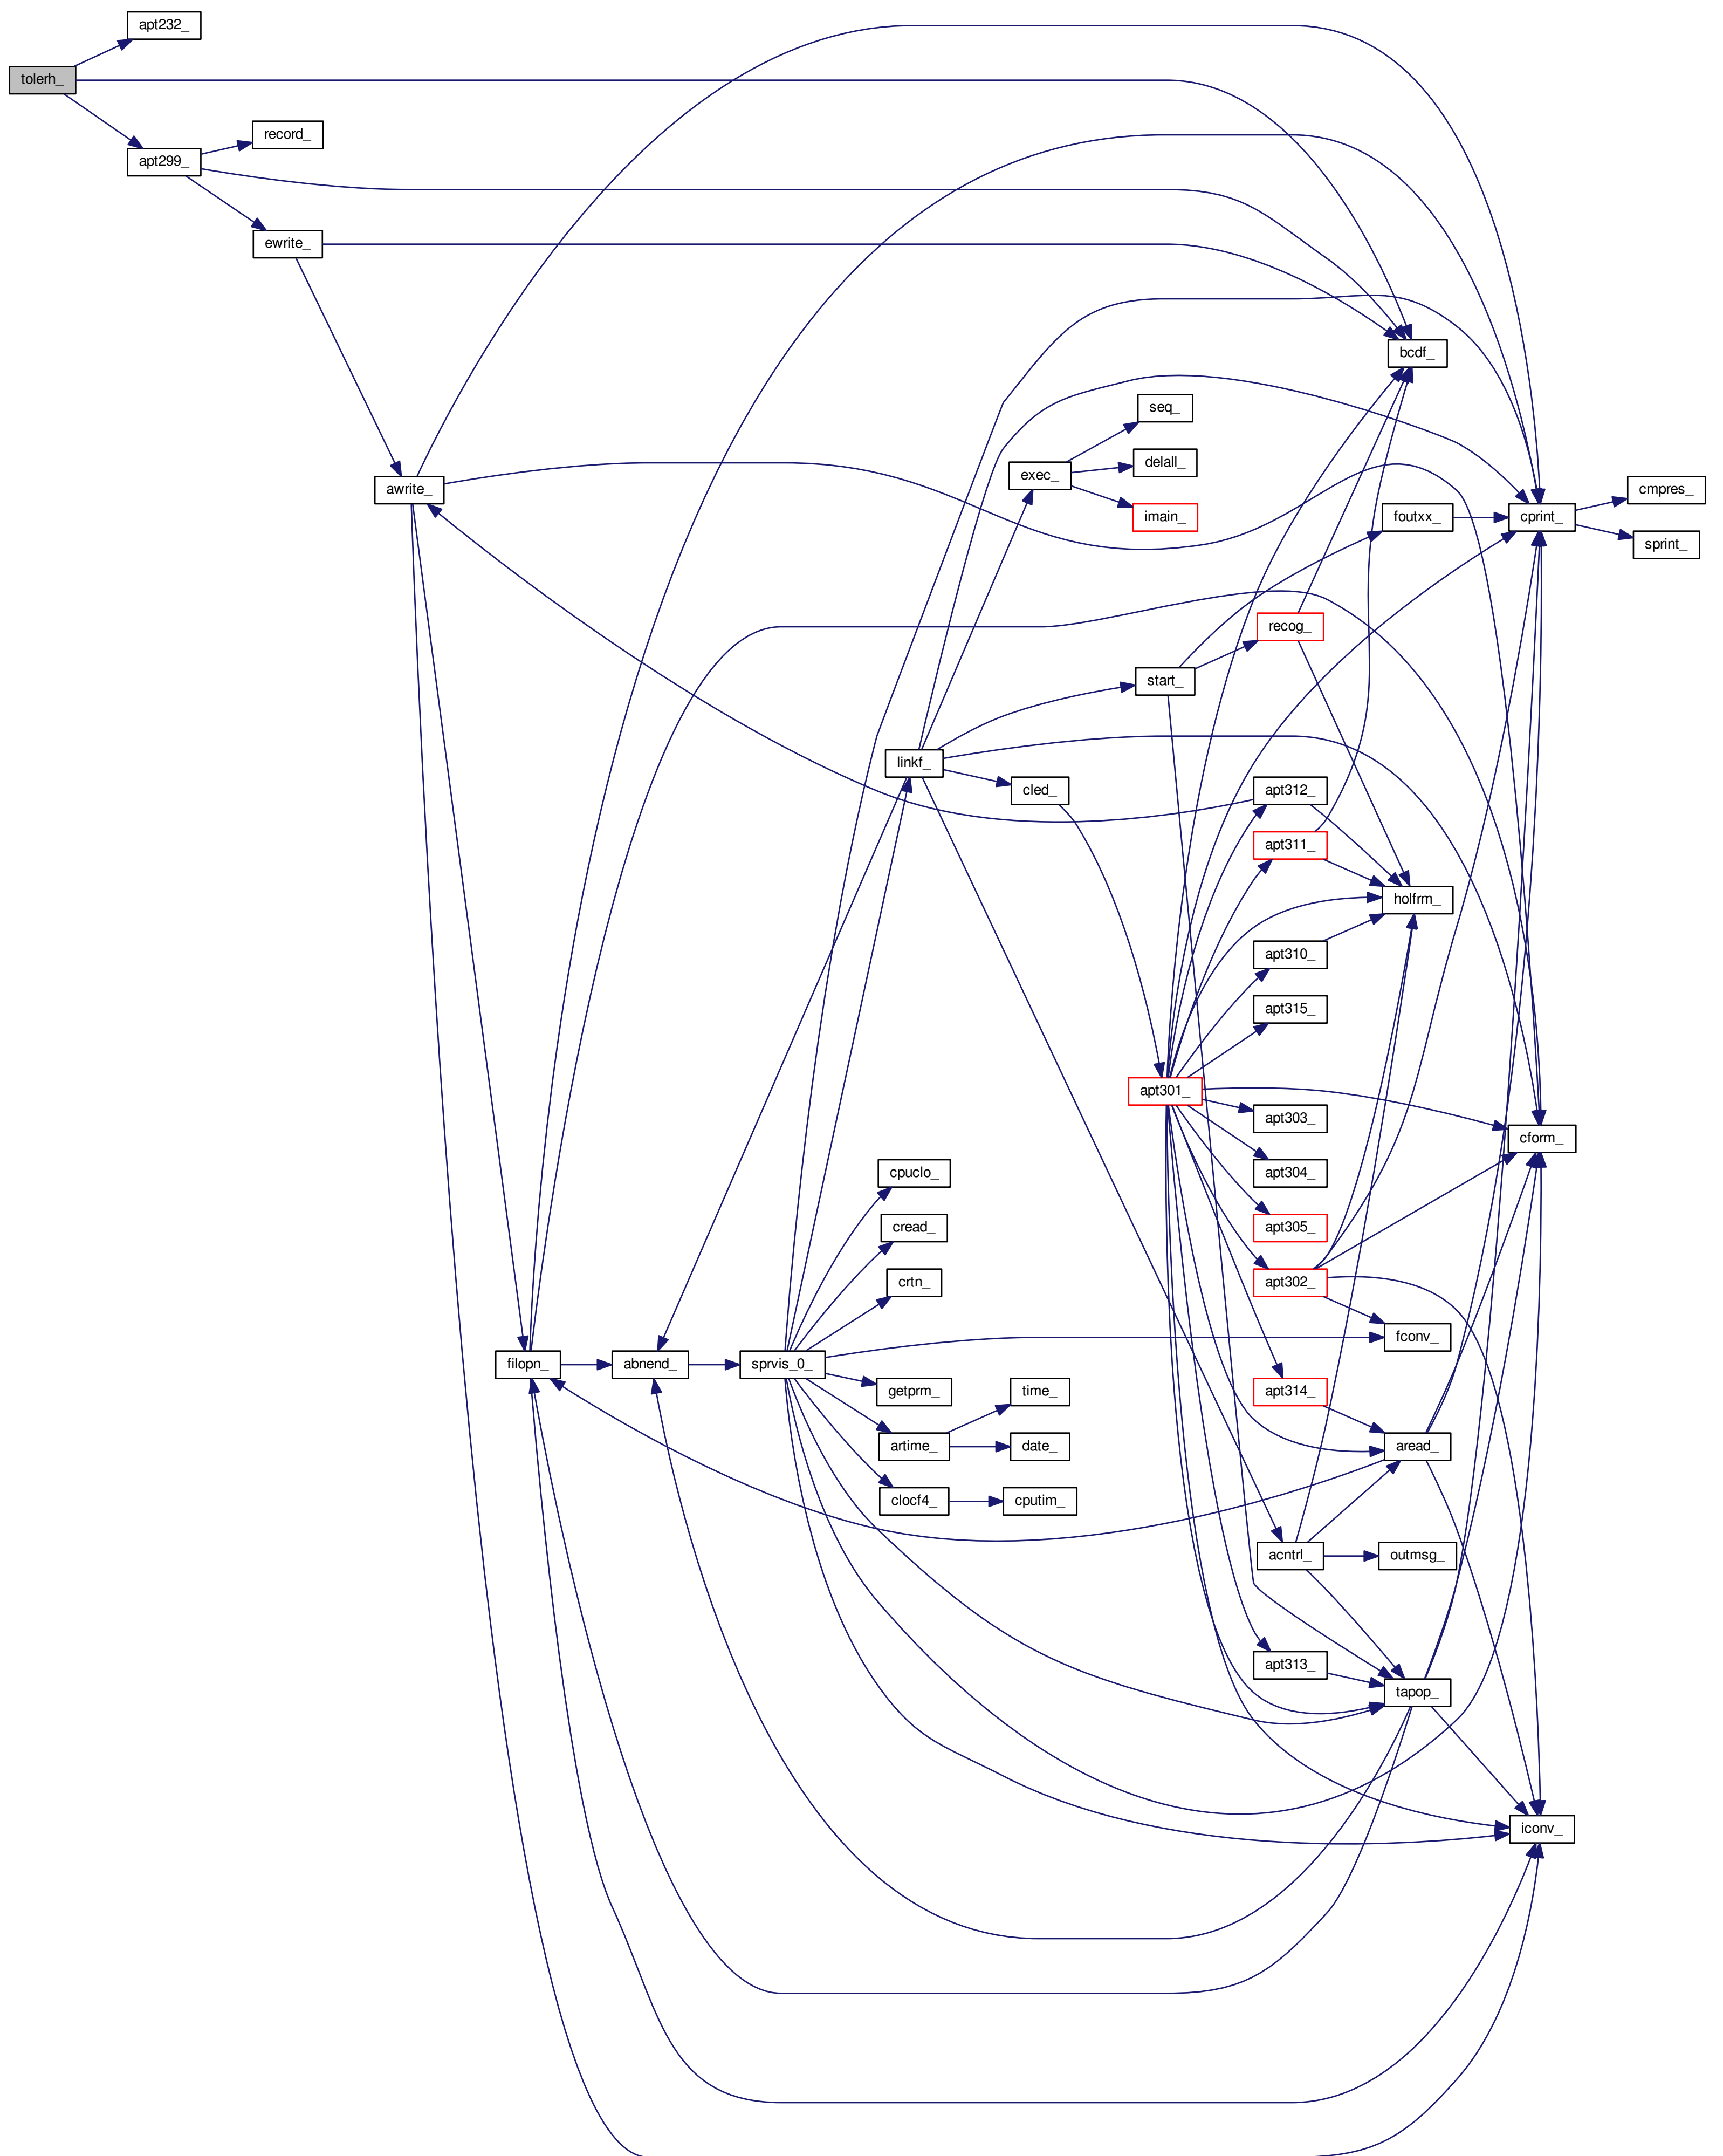 apt232_
tolerh_
record_
apt299_
ewrite_
bcdf_
seq_
delall_
exec_
awrite_
imain_
foutxx_
cprint_
cmpres_
sprint_
recog_
start_
linkf_
cled_
apt312_
apt311_
holfrm_
apt310_
apt315_
apt301_
apt303_
cform_
apt304_
cpuclo_
cread_
apt305_
crtn_
apt302_
fconv_
filopn_
abnend_
sprvis_0_
getprm_
time_
apt314_
artime_
date_
aread_
clocf4_
cputim_
acntrl_
outmsg_
apt313_
tapop_
iconv_